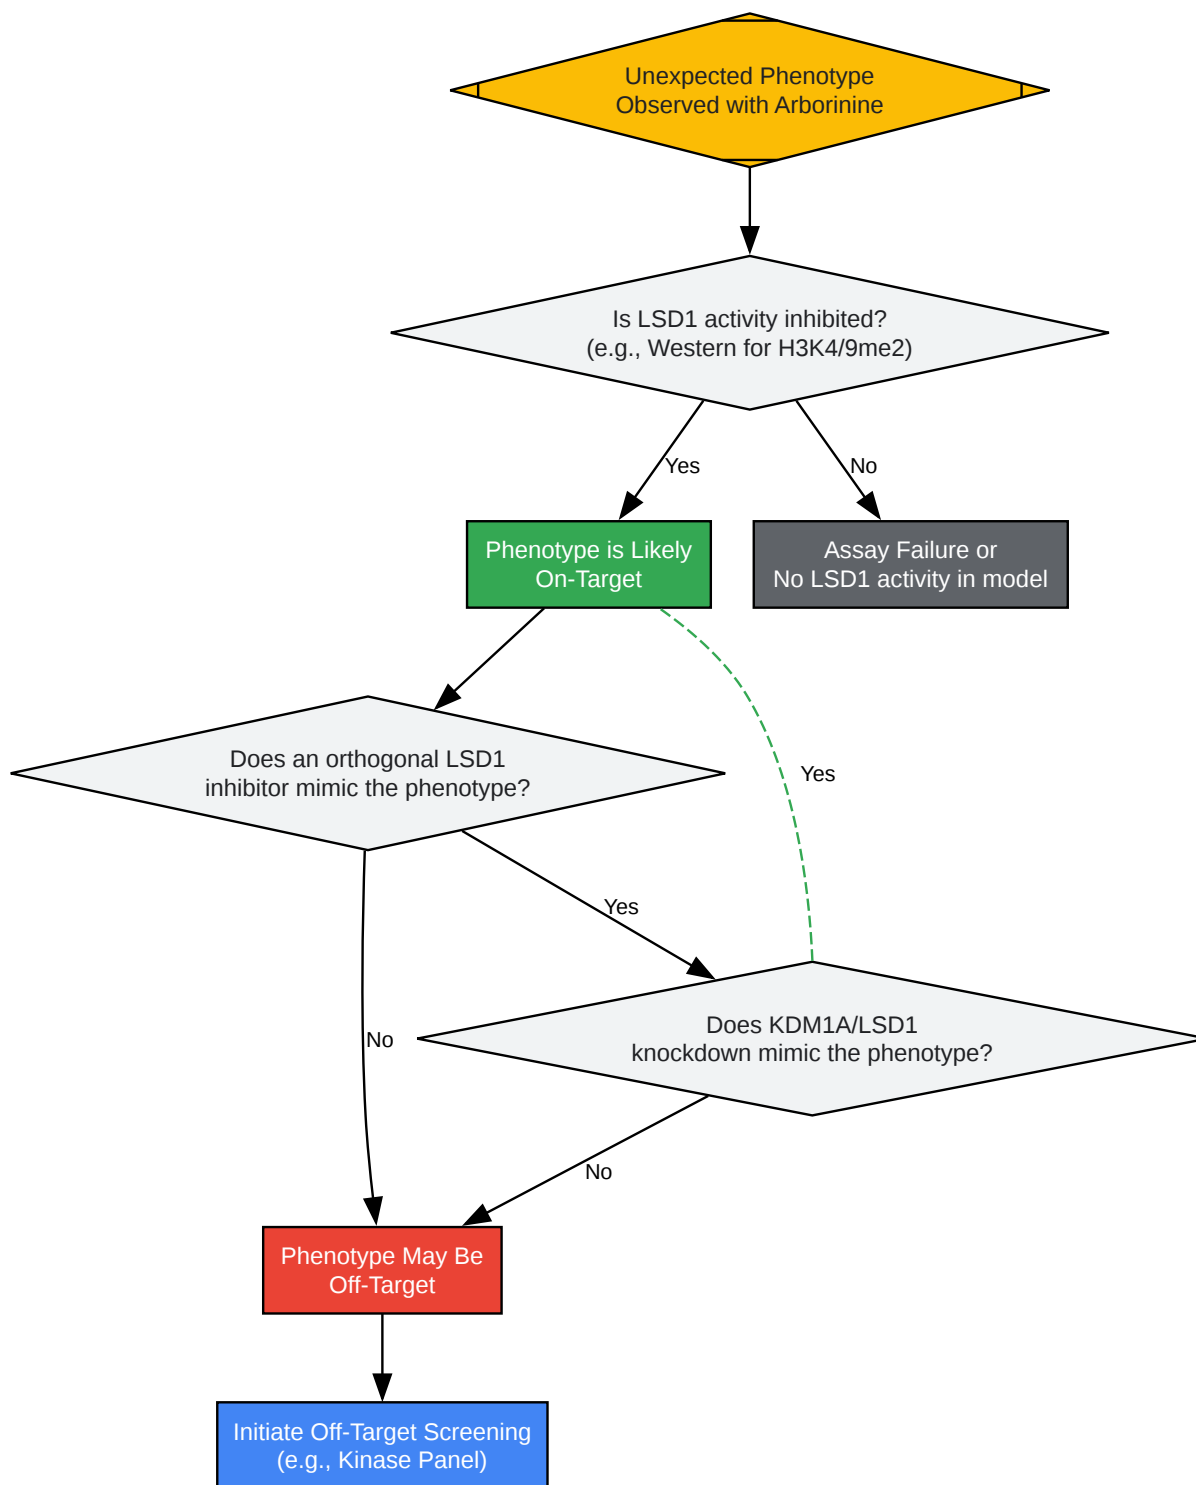 Unexpected Phenotype
Observed with Arborinine
Is LSD1 activity inhibited?
(e.g., Western for H3K4/9me2)
Yes
No
Phenotype is Likely
On-Target
Assay Failure or
No LSD1 activity in model
Does an orthogonal LSD1
inhibitor mimic the phenotype?
Yes
Yes
Does KDM1A/LSD1
knockdown mimic the phenotype?
No
No
Phenotype May Be
Off-Target
Initiate Off-Target Screening
(e.g., Kinase Panel)